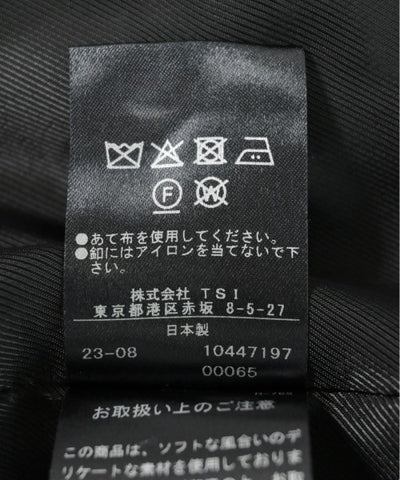 F W
●あて布を使用してください。
●釦にはアイロンを当てないで下
さい。
株式会社 TSI
東京都港区赤坂 8-5-27
日本製
23-08 10447197
00065
お取扱い上のご注意
この商品は、ソフトな風合いのデ
リケートな素材を使用しておりま